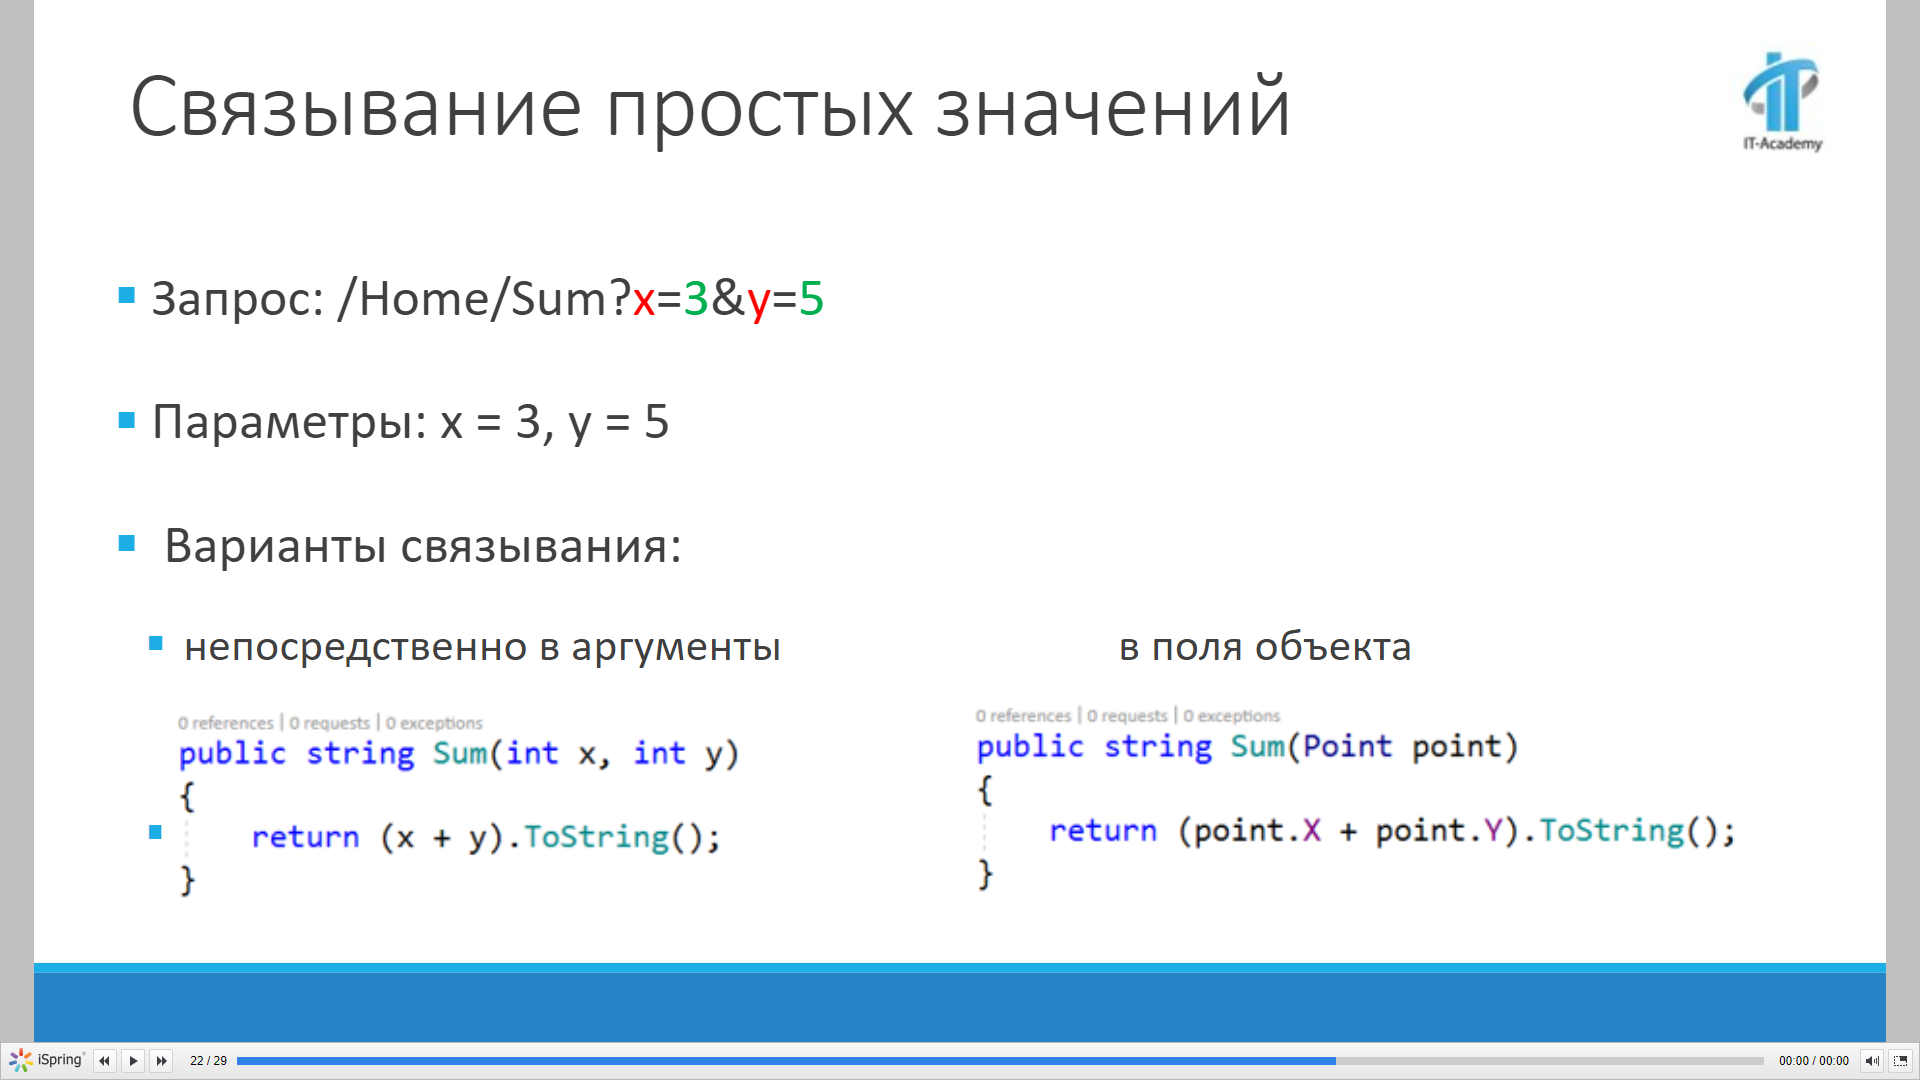 Связывание простых значений
IT-Academy
Запрос: /Home/Sum?x=3&y=5
Параметры: x = 3, y = 5
Варианты связывания:
непосредственно в аргументы
0 references | 0 requests | 0 exceptions
public string Sum(int x, int y)
{
return (x + y).ToString();
}
в поля объекта
0 references | 0 requests | 0 exceptions
public string Sum(Point point)
{
return (point.X + point.Y).ToString();
}
iSpring
22 / 29
00:00 / 00:00